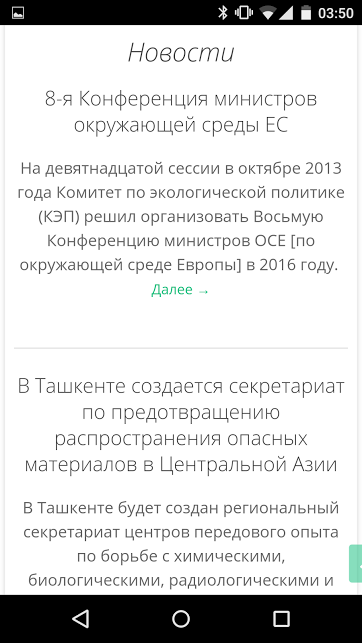 03:50
Новости
8-я Конференция министров
окружающей среды ЕС
На девятнадцатой сессии в октябре 2013
года Комитет по экологической политике
(КЭП) решил организовать Восьмую
Конференцию министров ОСЕ [по
окружающей среде Европы] в 2016 году.
Далее →
В Ташкенте создается секретариат
по предотвращению
распространения опасных
материалов в Центральной Азии
В Ташкенте будет создан региональный
секретариат центров передового опыта
по борьбе с химическими,
биологическими, радиологическими и